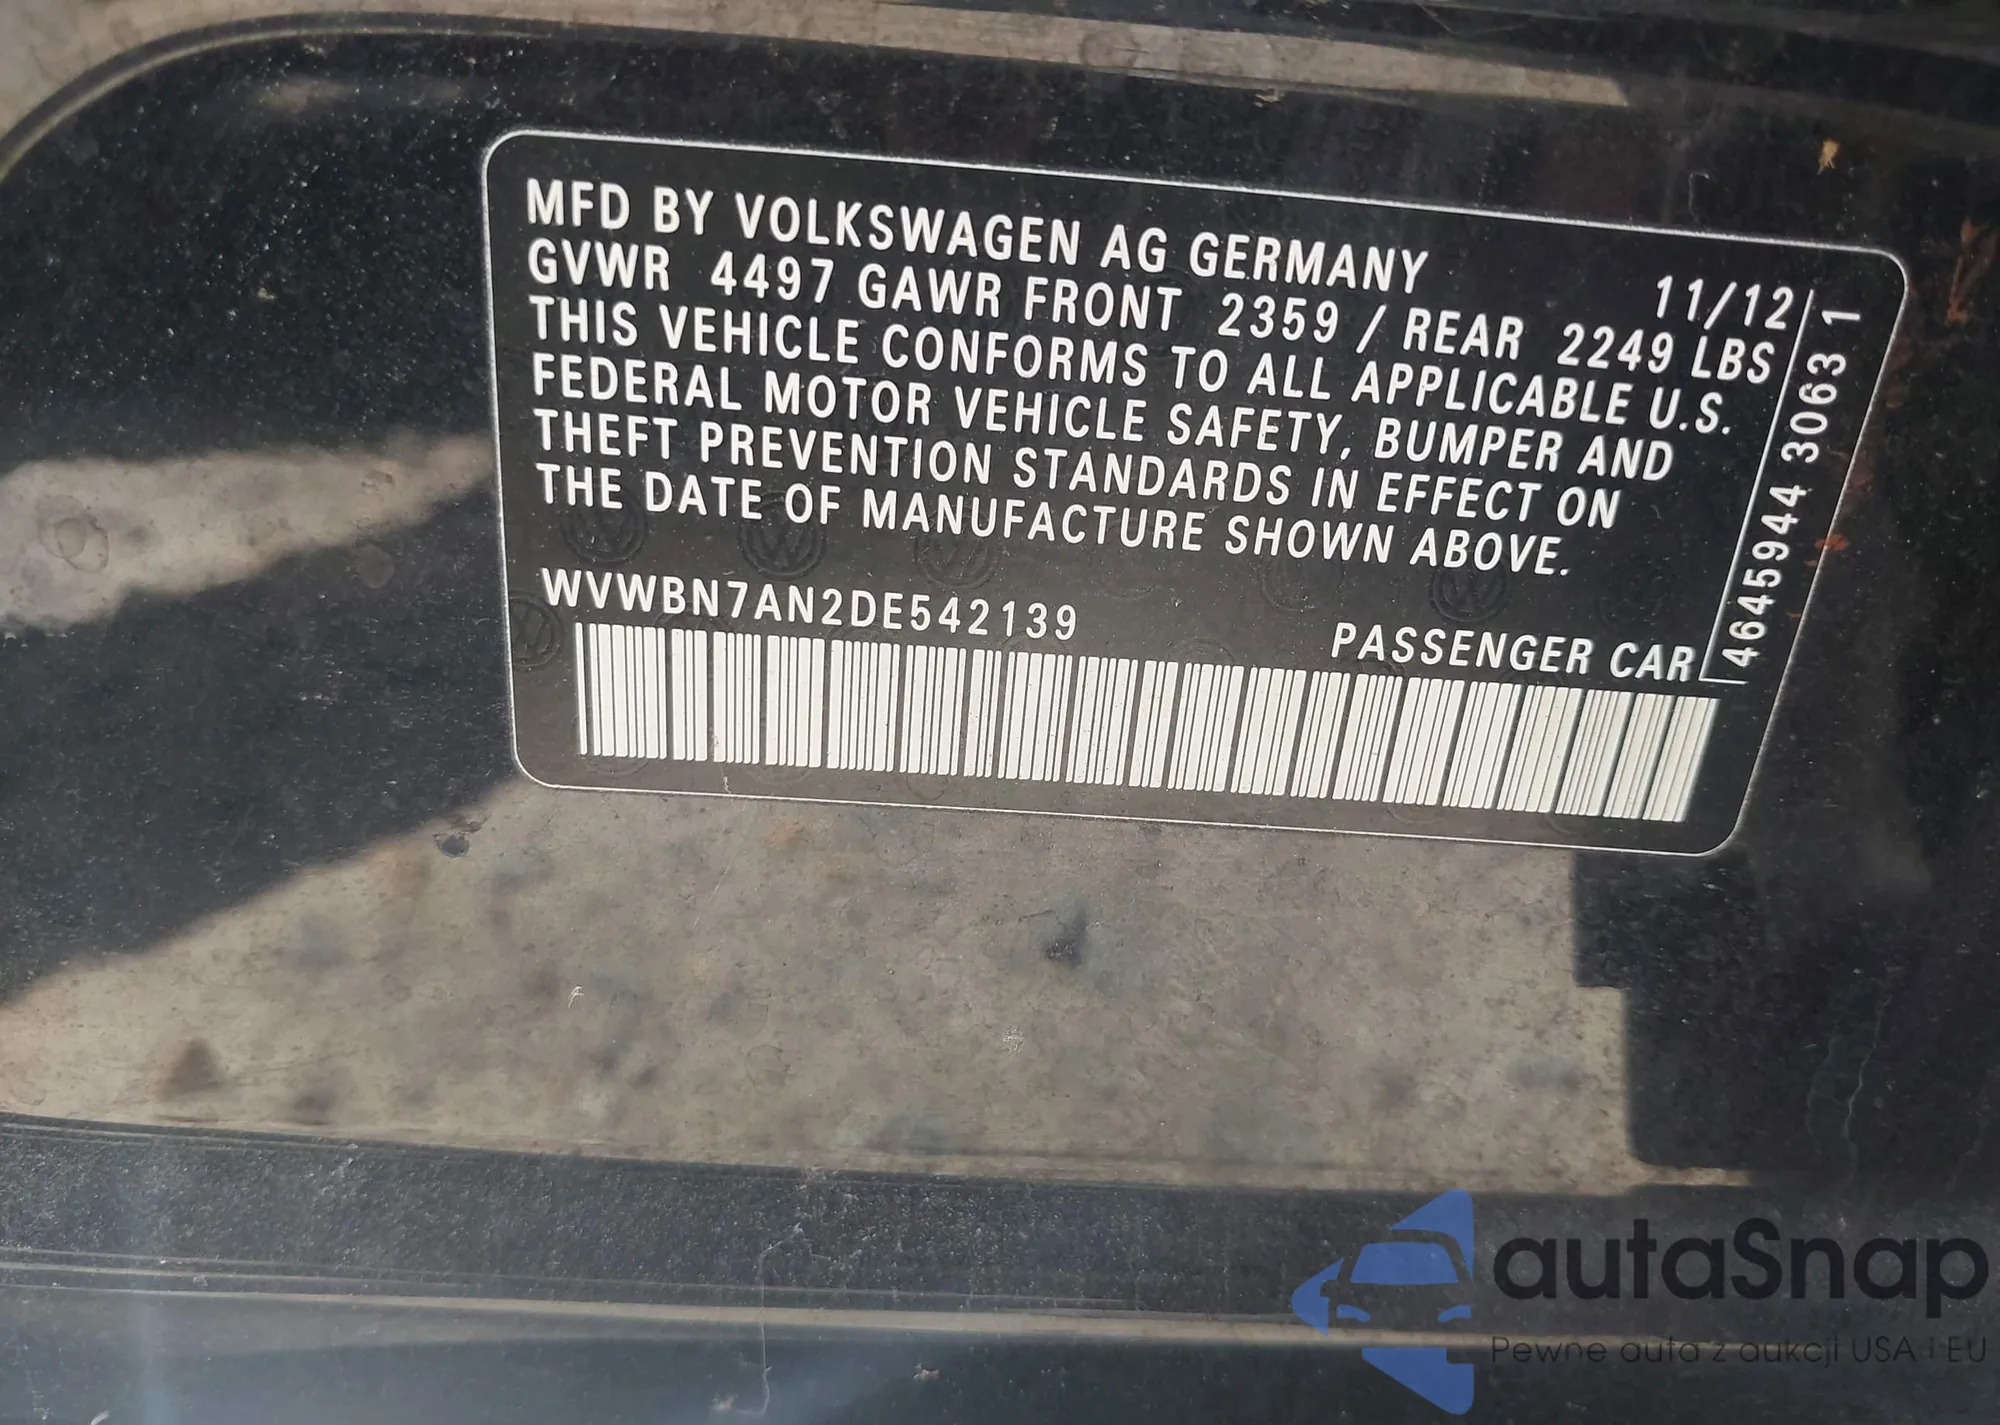 MFD BY VOLKSWAGEN AG GERMANY 11/12
GVWR 4497 GAWR FRONT 2359 / REAR 2249 LBS
THIS VEHICLE CONFORMS TO ALL APPLICABLE U.S.
FEDERAL MOTOR VEHICLE SAFETY, BUMPER AND
THEFT PREVENTION STANDARDS IN EFFECT ON
THE DATE OF MANUFACTURE SHOWN ABOVE.
WVWBN7AN2DE542139
PASSENGER CAR
4645944 3063 1
autaSnap
Pewne auta z aukcji USA i EU